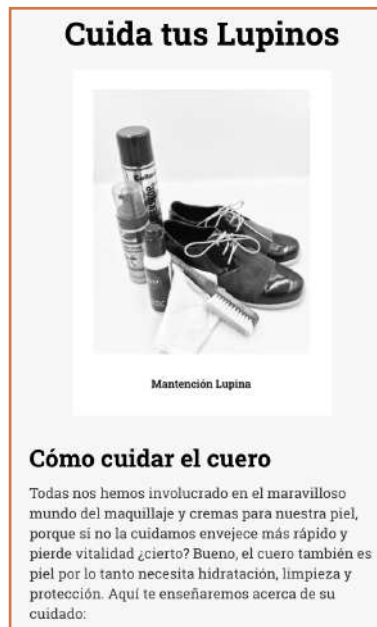 Cuida tus Lupinos
Mantención Lupina
Cómo cuidar el cuero
Todas nos hemos involucrado en el maravilloso
mundo del maquillaje y cremas para nuestra piel,
porque si no la cuidamos envejece más rápido y
pierde vitalidad ¿cierto? Bueno, el cuero también es
piel por lo tanto necesita hidratación, limpieza y
protección. Aquí te enseñaremos acerca de su
cuidado: